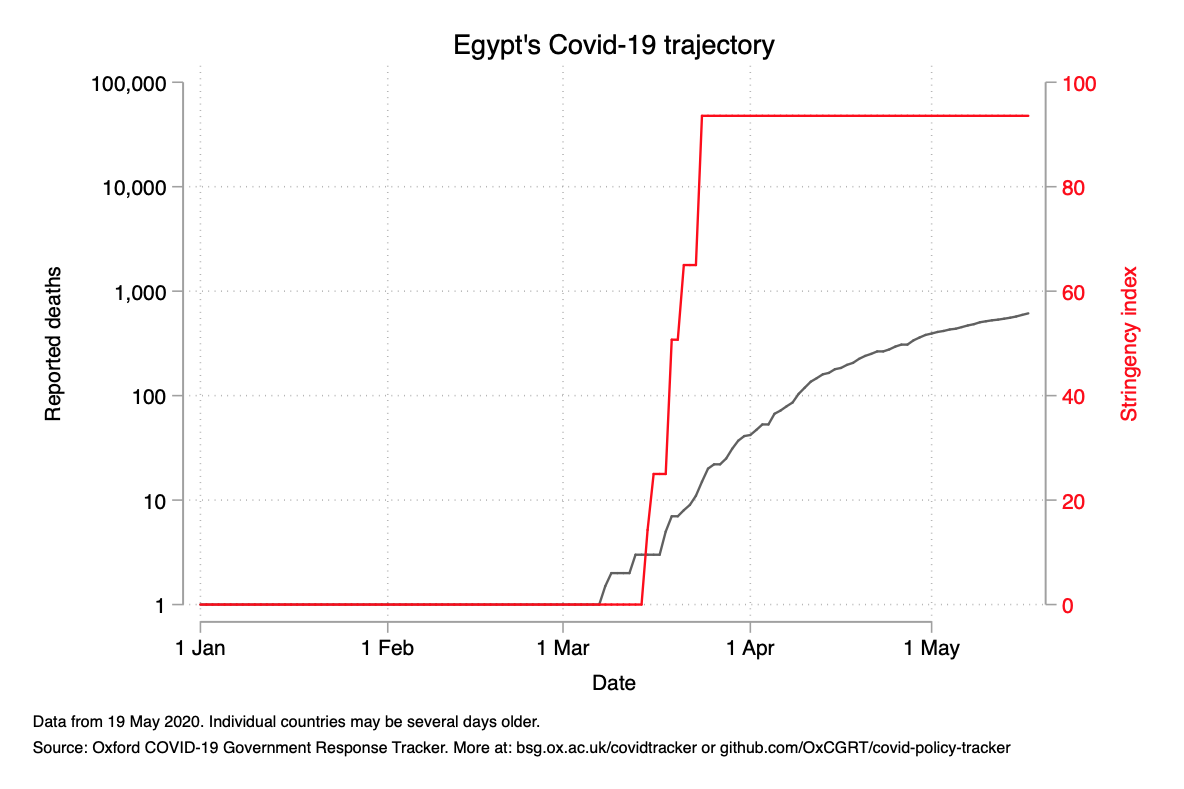 Egypt's Covid-19 trajectory
100,000
10,000
1,000
100
10
1
Reported deaths
100
80
60
40
20
0
Stringency index
1 Jan
1 Feb
1 Mar
1 Apr
1 May
Date
Data from 19 May 2020. Individual countries may be several days older.
Source: Oxford COVID-19 Government Response Tracker. More at: bsg.ox.ac.uk/covidtracker or github.com/OxCGRT/covid-policy-tracker